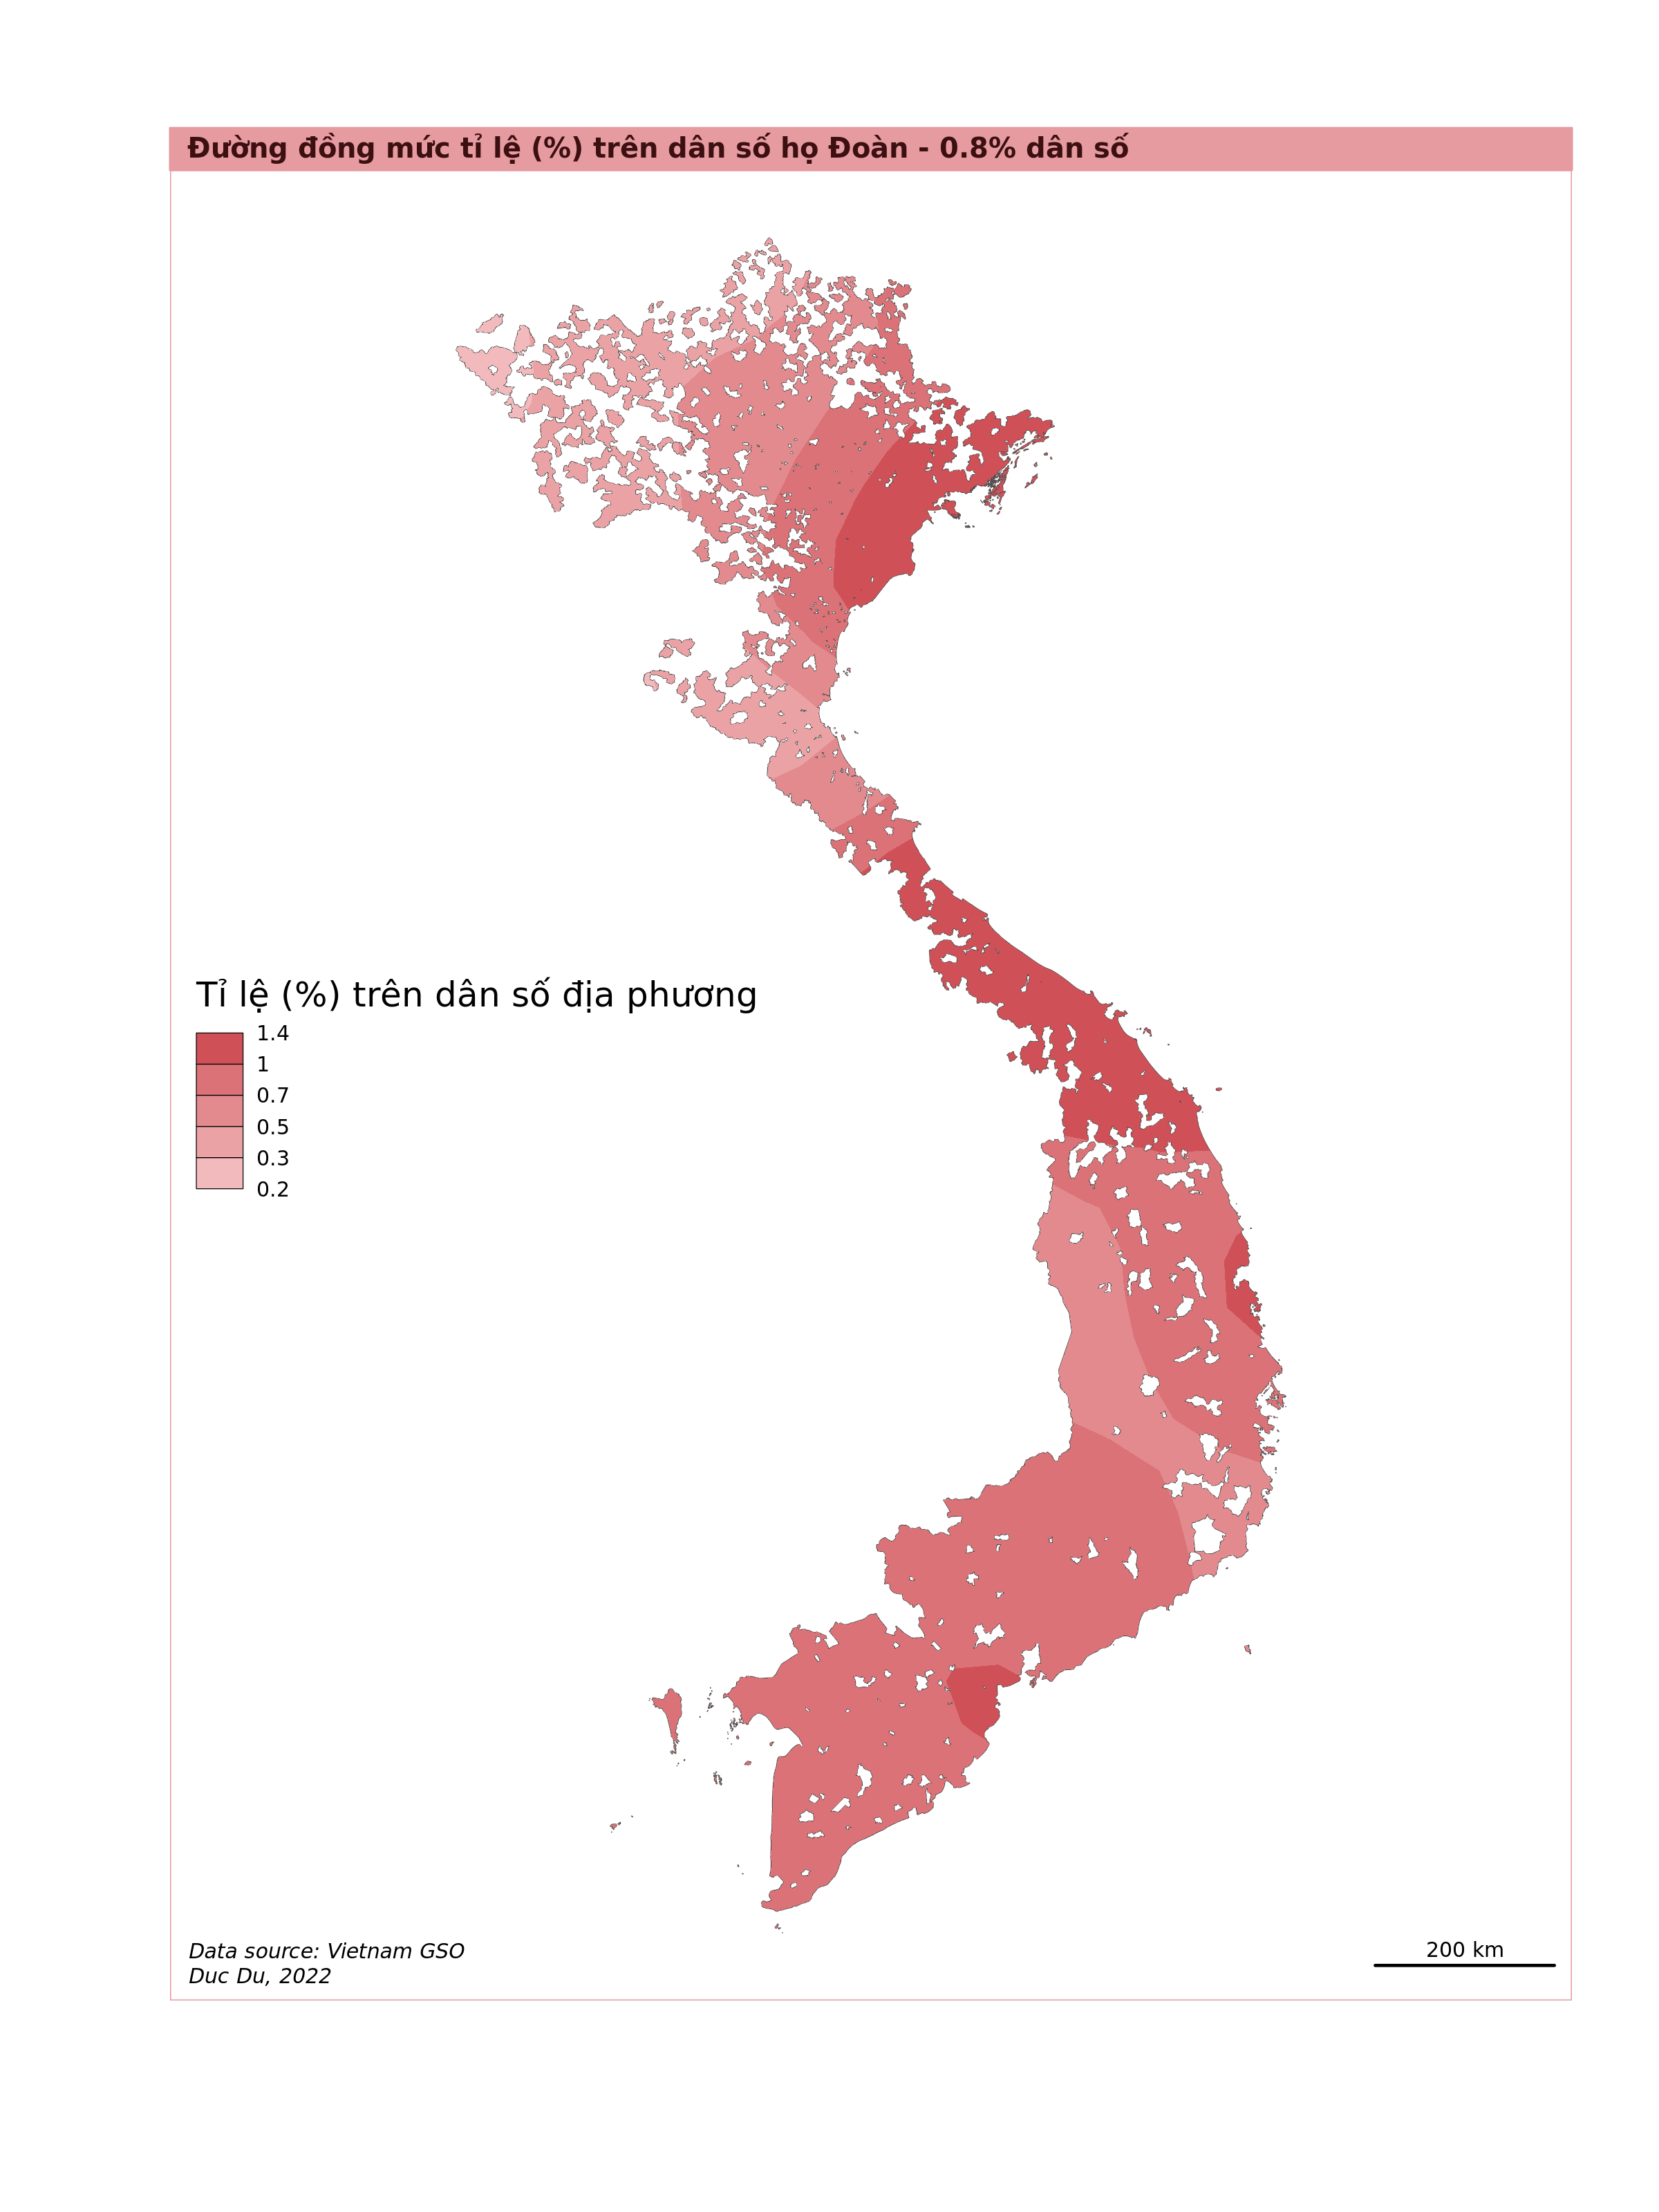 Đường đồng mức tỉ lệ (%) trên dân số họ Đoàn - 0.8% dân số
Tỉ lệ (%) trên dân số địa phương
1.4
1
0.7
0.5
0.3
0.2
Data source: Vietnam GSO
Duc Du, 2022
200 km